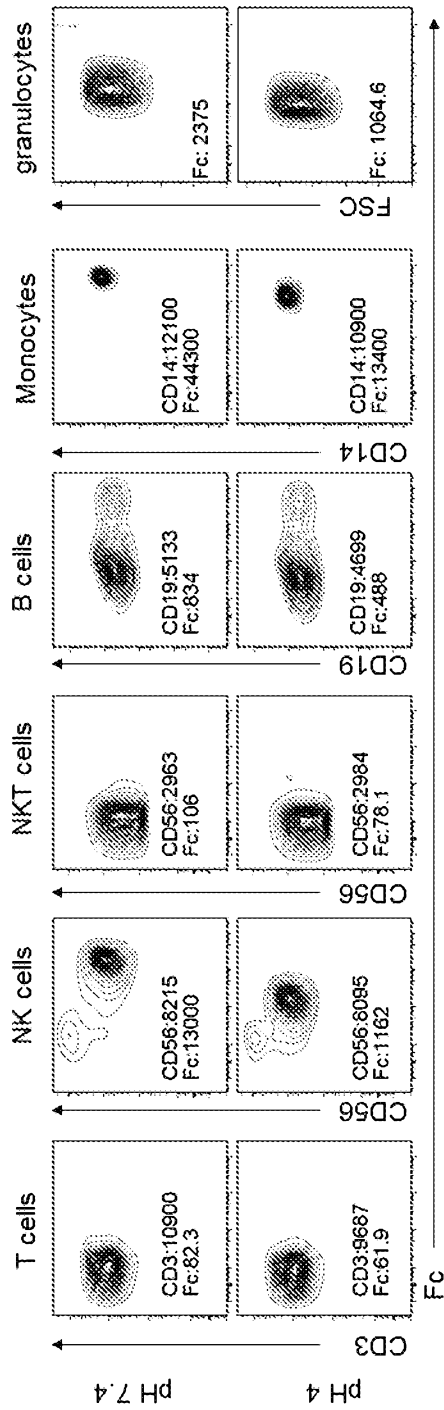 T cells
NK cells
NKT cells
B cells
Monocytes
granulocytes
pH 7.4
CD3:10900
Fc:82.3
CD56:8215
Fc:13000
CD56:2963
Fc:106
CD19:5133
Fc:834
CD14:12100
Fc:44300
Fc: 2375
pH 4
CD3:9687
Fc:61.9
CD56:8095
Fc:1162
CD56:2984
Fc:78.1
CD19:4699
Fc:488
CD14:10900
Fc:13400
Fc: 1064.6
CD3
CD56
CD56
CD19
CD14
FSC
Fc